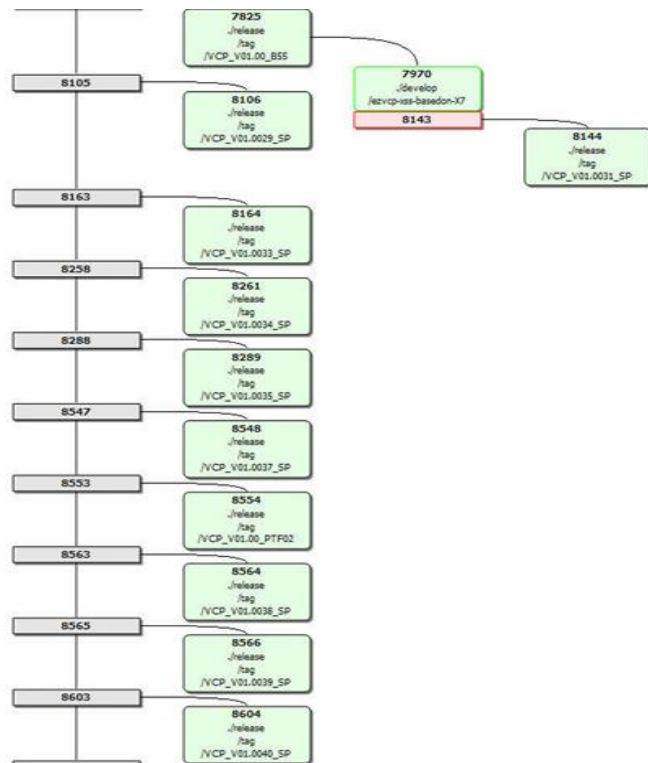 7825
./release
/tag
/VCP_V01.00_B55
7970
./develop
/ezvcp-xss-basedon-X7
8105
8106
./release
/tag
/VCP_V01.0029_SP
8143
8144
./release
/tag
/VCP_V01.0031_SP
8163
8164
./release
/tag
/VCP_V01.0033_SP
8258
8261
./release
/tag
/VCP_V01.0034_SP
8288
8289
./release
/tag
/VCP_V01.0035_SP
8547
8548
./release
/tag
/VCP_V01.0037_SP
8553
8554
./release
/tag
/VCP_V01.00_PTF02
8563
8564
./release
/tag
/VCP_V01.0038_SP
8565
8566
./release
/tag
/VCP_V01.0039_SP
8603
8604
./release
/tag
/VCP_V01.0040_SP